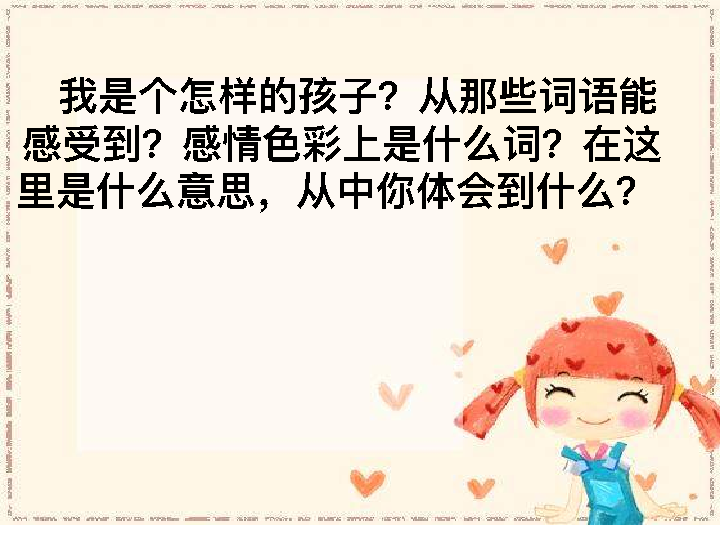 我是个怎样的孩子？从那些词语能
感受到？感情色彩上是什么词？在这
里是什么意思，从中你体会到什么？